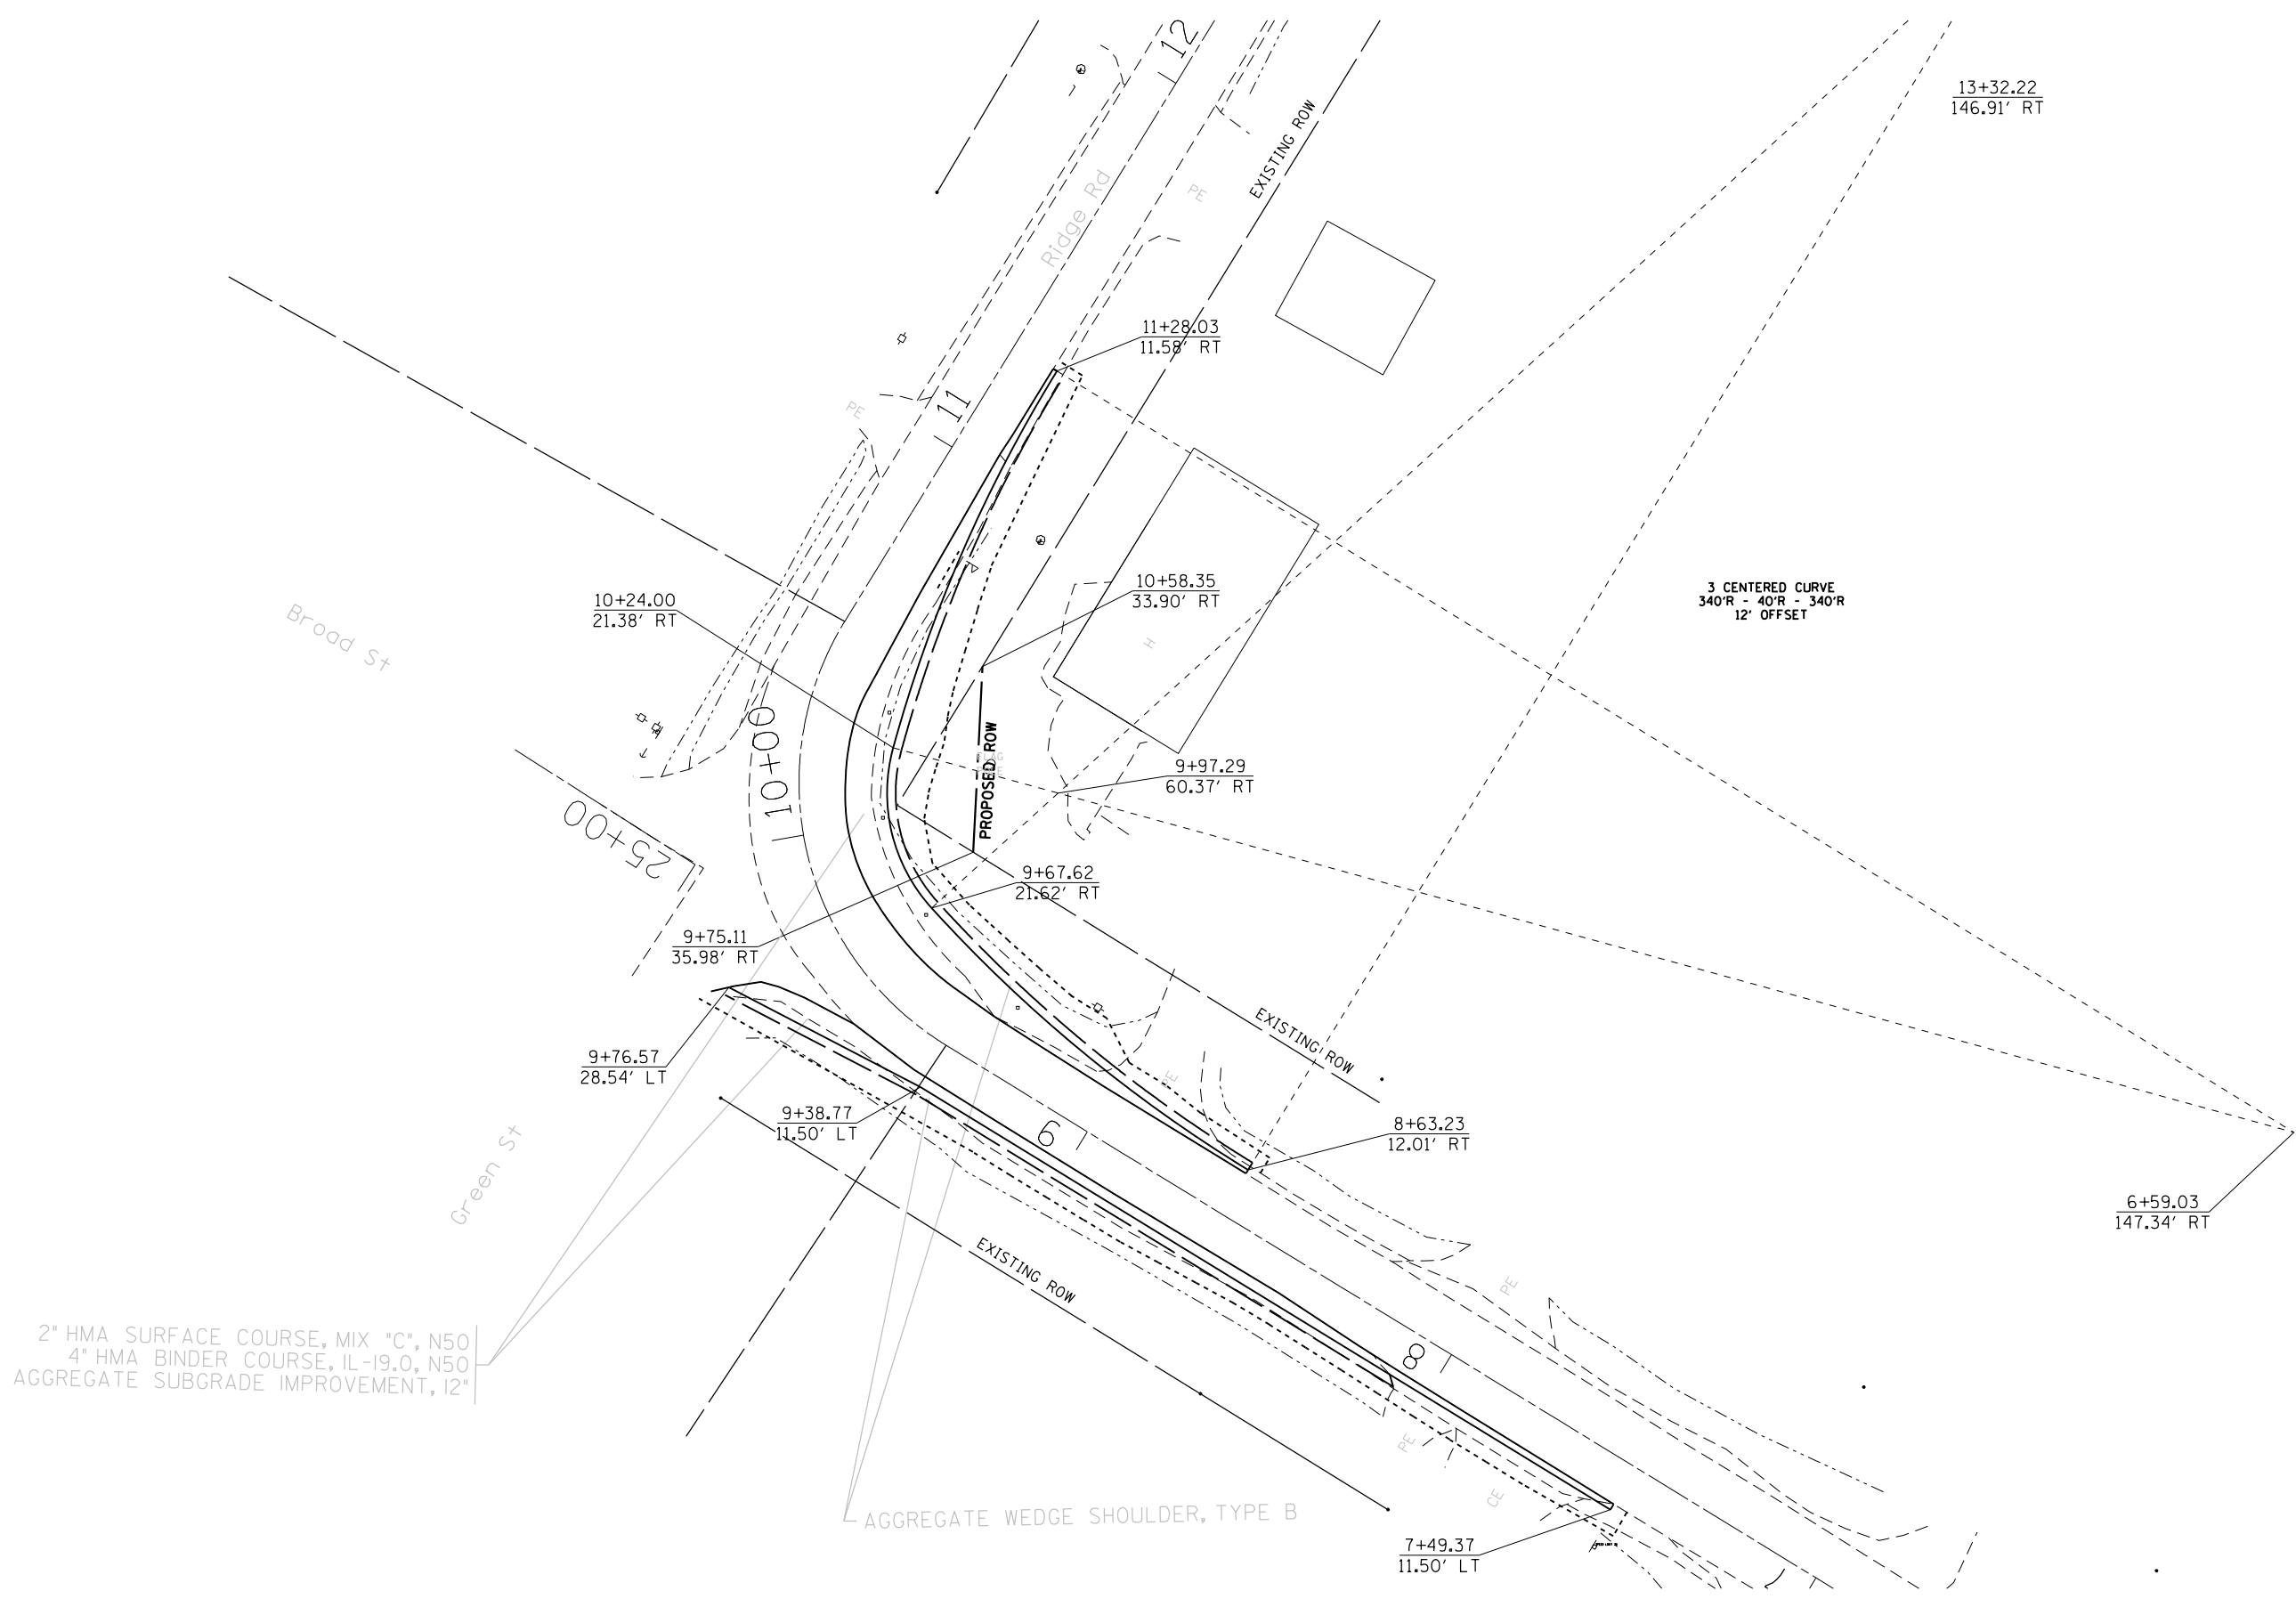 12
13+32.22
146.91' RT
EXISTING ROW
PE
Ridge Rd
11+28.03
11.58' RT
11
PE
10+58.35
33.90' RT
3 CENTERED CURVE
340'R - 40'R - 340'R
12' OFFSET
10+24.00
21.38' RT
Broad St
H
10+00
PROPOSED ROW
9+97.29
60.37' RT
25+00
9+67.62
21.62' RT
9+75.11
35.98' RT
EXISTING ROW
9+76.57
28.54' LT
PE
9+38.77
11.50' LT
9
8+63.23
12.01' RT
Green St
6+59.03
147.34' RT
EXISTING ROW
PE
2" HMA SURFACE COURSE, MIX "C", N50
4" HMA BINDER COURSE, IL-19.0, N50
AGGREGATE SUBGRADE IMPROVEMENT, 12"
8
PE
CE
AGGREGATE WEDGE SHOULDER, TYPE B
7+49.37
11.50' LT